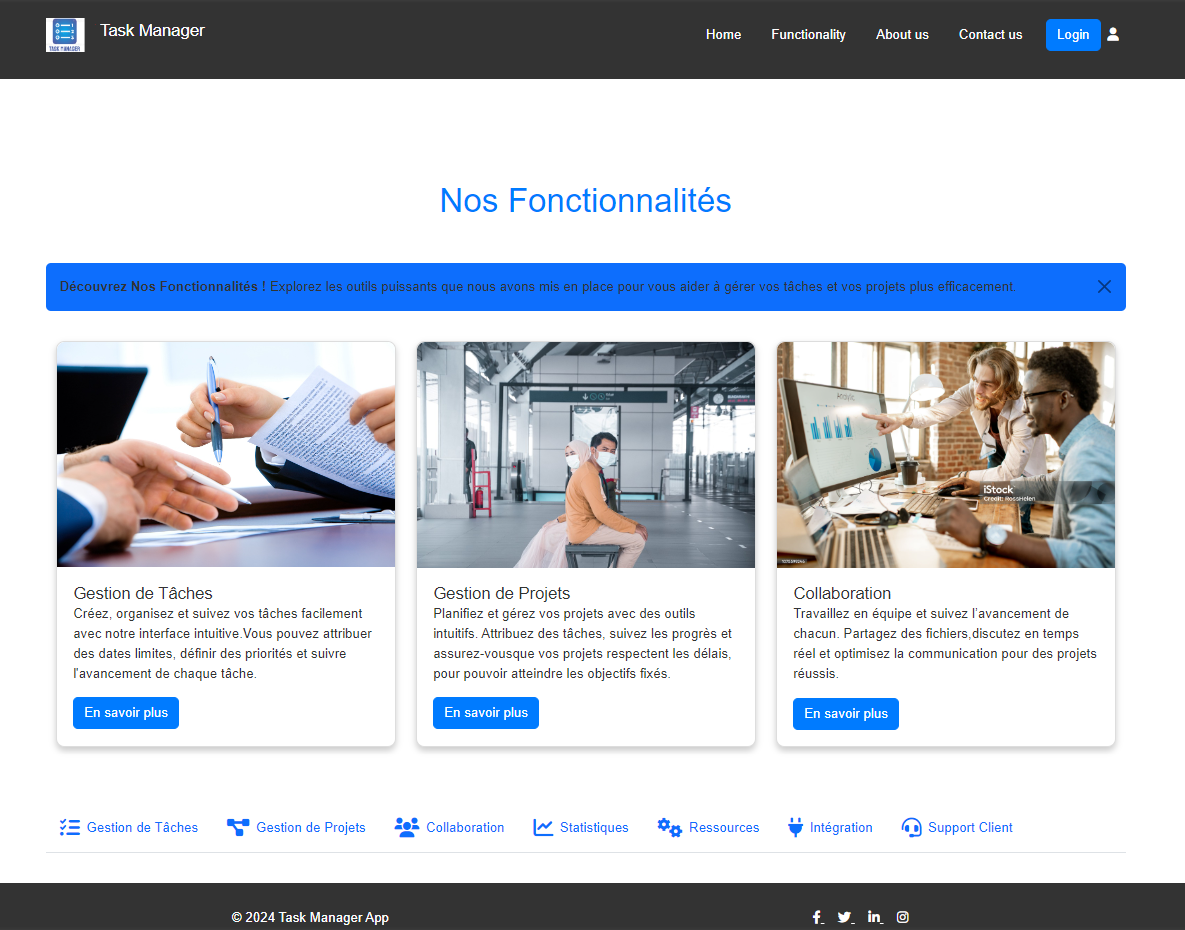 TASK MANAGER
Task Manager
Home
Functionality
About us
Contact us
Login
Nos Fonctionnalités
Découvrez Nos Fonctionnalités ! Explorez les outils puissants que nous avons mis en place pour vous aider à gérer vos tâches et vos projets plus efficacement.
iStock
Credit: RossHelen
Gestion de Tâches
Créez, organisez et suivez vos tâches facilement
avec notre interface intuitive.Vous pouvez attribuer
des dates limites, définir des priorités et suivre
l'avancement de chaque tâche.
En savoir plus
Gestion de Projets
Planifiez et gérez vos projets avec des outils
intuitifs. Attribuez des tâches, suivez les progrès et
assurez-vousque vos projets respectent les délais,
pour pouvoir atteindre les objectifs fixés.
En savoir plus
Collaboration
Travaillez en équipe et suivez l’avancement de
chacun. Partagez des fichiers,discutez en temps
réel et optimisez la communication pour des projets
réussis.
En savoir plus
Gestion de Tâches
Gestion de Projets
Collaboration
Statistiques
Ressources
Intégration
Support Client
© 2024 Task Manager App